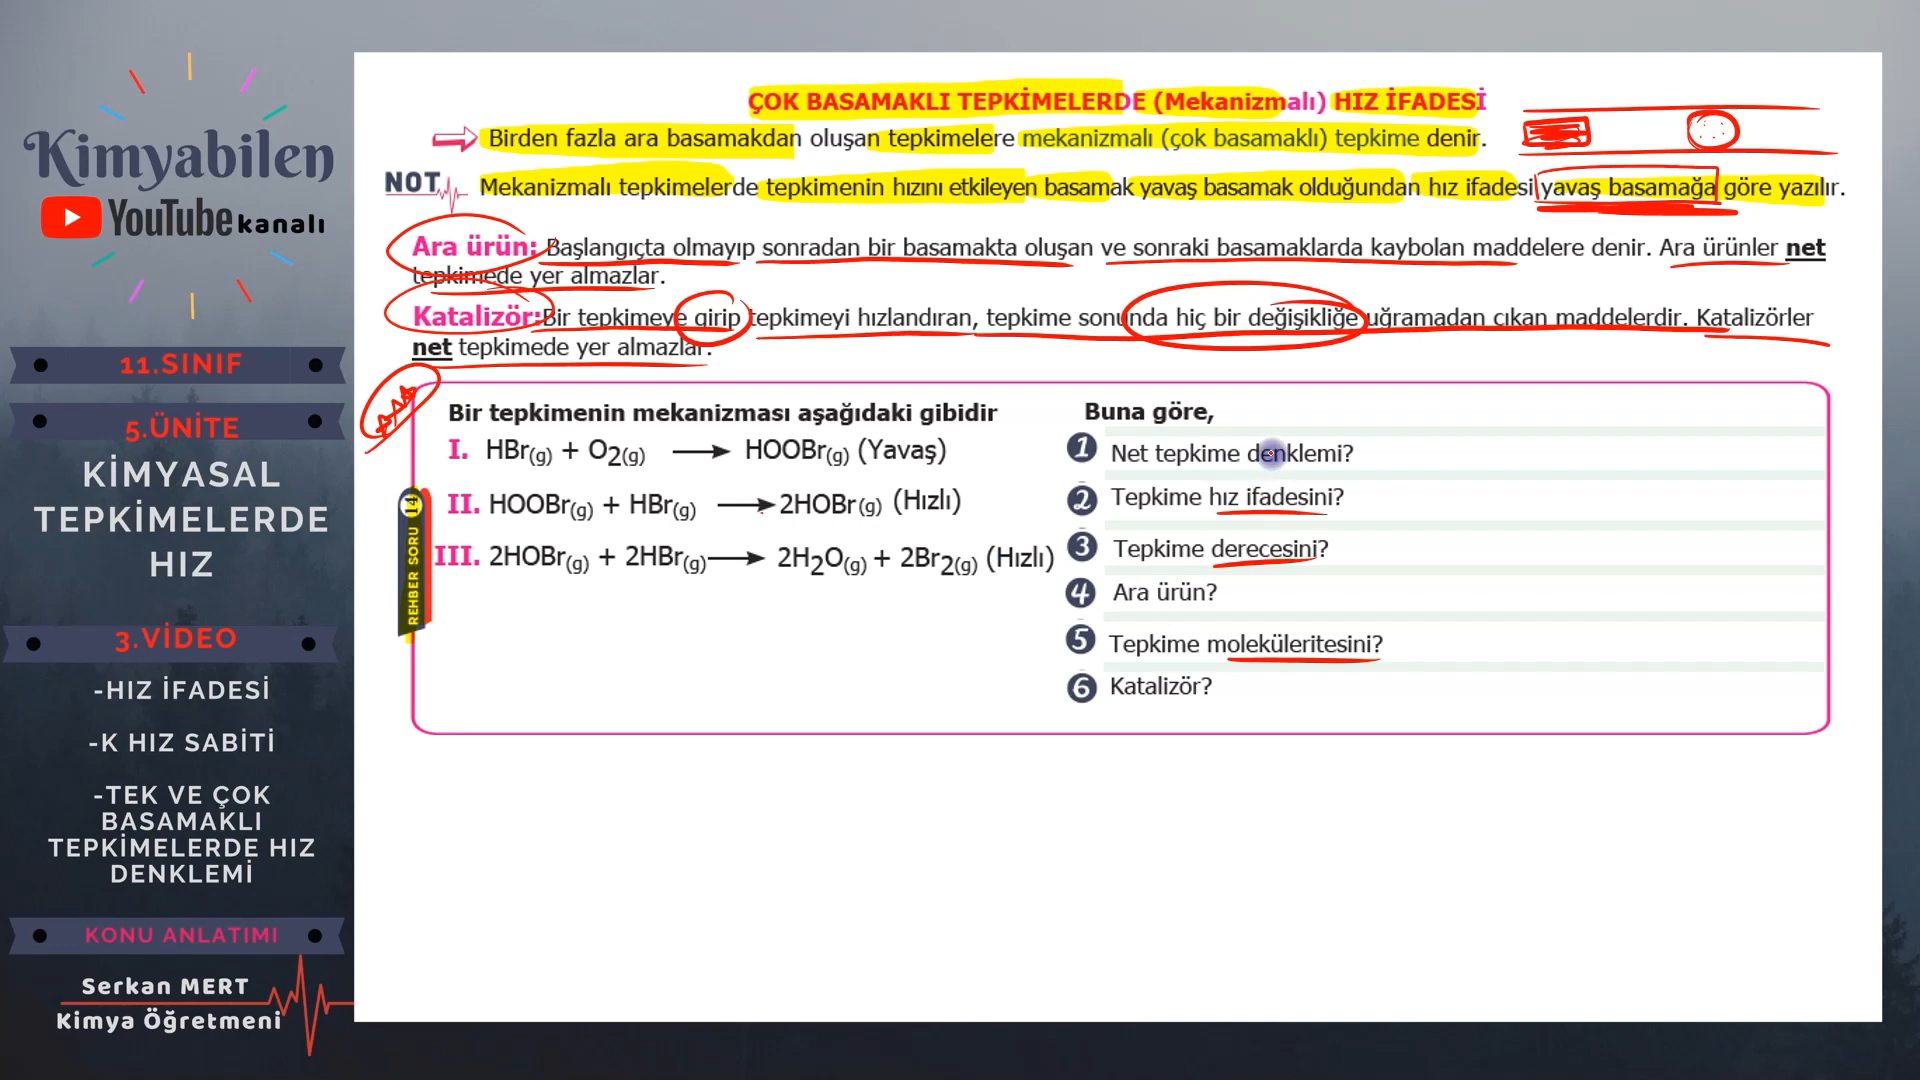 Kimyabilen
YouTube kanalı
11.SINIF
5.ÜNİTE
KİMYASAL
TEPKİMELERDE
HIZ
3.VİDEO
-HIZ İFADESİ
-K HIZ SABİTİ
-TEK VE ÇOK
BASAMAKLI
TEPKİMELERDE HIZ
DENKLEMİ
KONU ANLATIMI
Serkan MERT
Kimya Öğretmeni
ÇOK BASAMAKLI TEPKİMELERDE (Mekanizmalı) HIZ İFADESİ
Birden fazla ara basamakdan oluşan tepkimelere mekanizmalı (çok basamaklı) tepkime denir.
NOT Mekanizmalı tepkimelerde tepkimenin hızını etkileyen basamak yavaş basamak olduğundan hız ifadesi yavaş basamağa göre yazılır.
Ara ürün: Başlangıçta olmayıp sonradan bir basamakta oluşan ve sonraki basamaklarda kaybolan maddelere denir. Ara ürünler net
tepkimede yer almazlar.
Katalizör: Bir tepkimeye girip tepkimeyi hızlandıran, tepkime sonunda hiç bir değişikliğe uğramadan çıkan maddelerdir. Katalizörler
net tepkimede yer almazlar.
REHBER SORU 14
Bir tepkimenin mekanizması aşağıdaki gibidir
I. HBr(g) + O2(g) ⟶ HOOBr(g) (Yavaş)
II. HOOBr(g) + HBr(g) ⟶ 2HOBr(g) (Hızlı)
III. 2HOBr(g) + 2HBr(g) ⟶ 2H2O(g) + 2Br2(g) (Hızlı)
Buna göre,
1 Net tepkime denklemi?
2 Tepkime hız ifadesini?
3 Tepkime derecesini?
4 Ara ürün?
5 Tepkime moleküleritesini?
6 Katalizör?